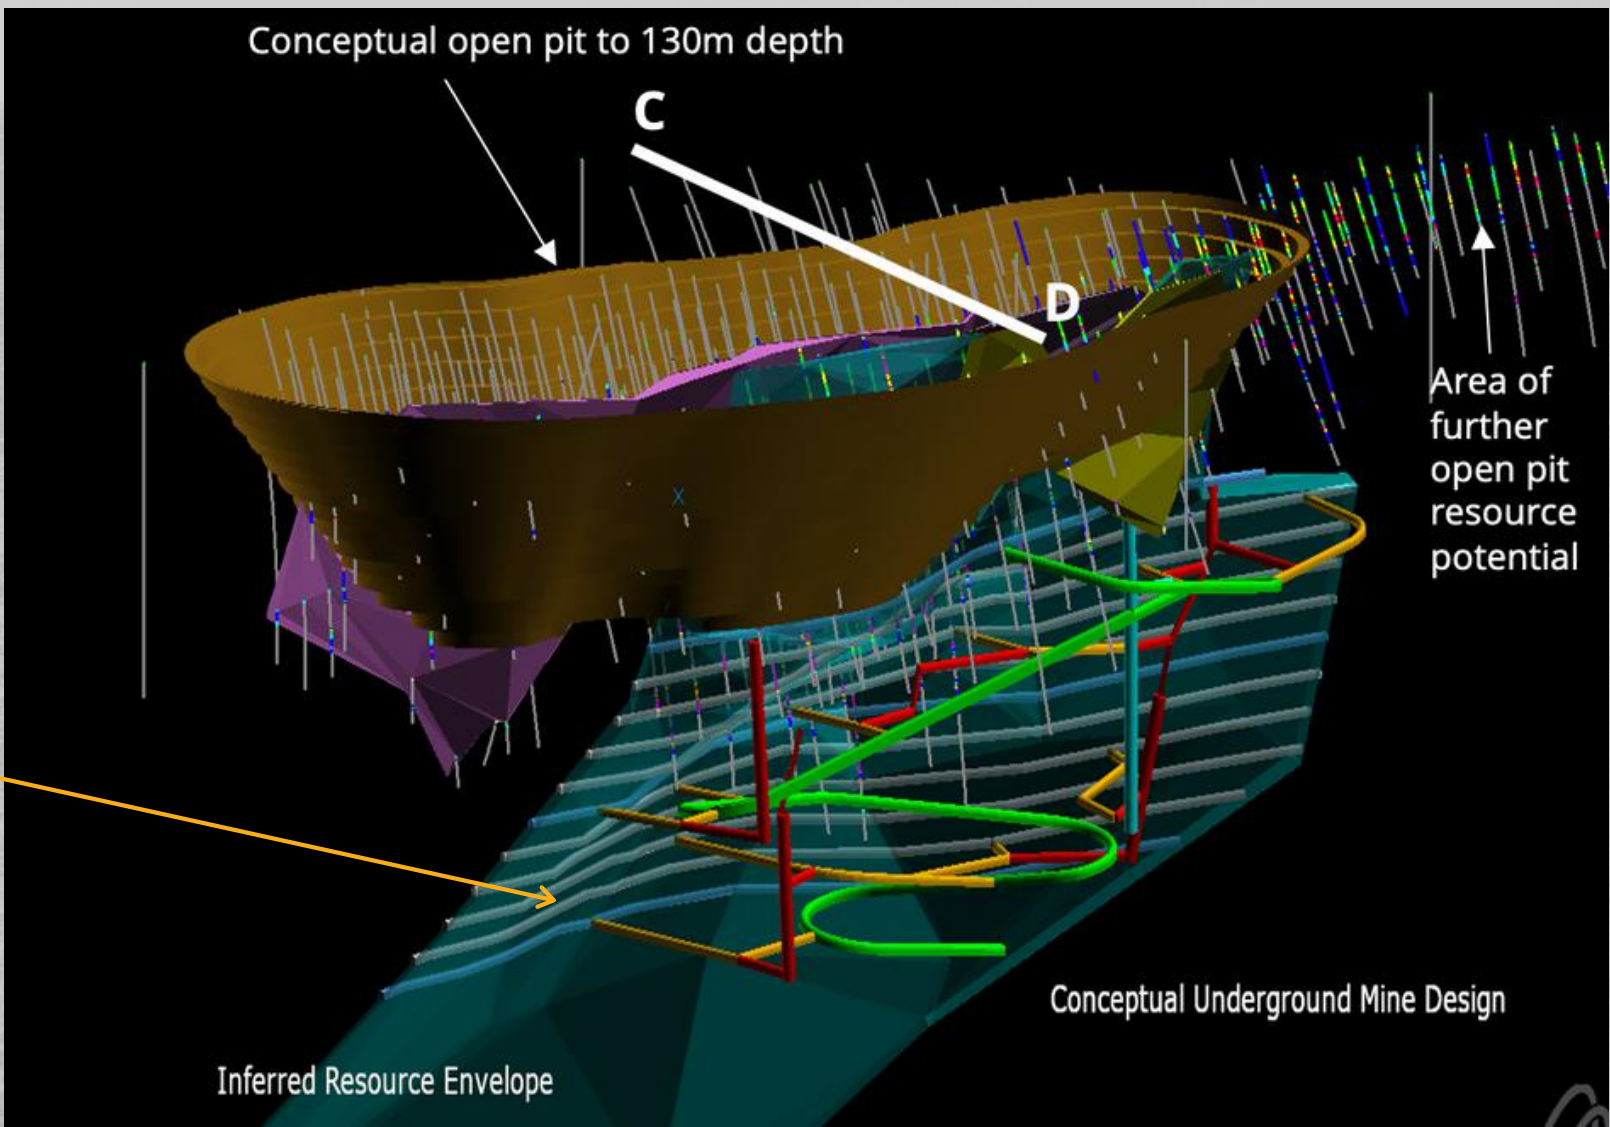 Conceptual open pit to 130m depth
C
D
Area of
further
open pit
resource
potential
X
Conceptual Underground Mine Design
Inferred Resource Envelope